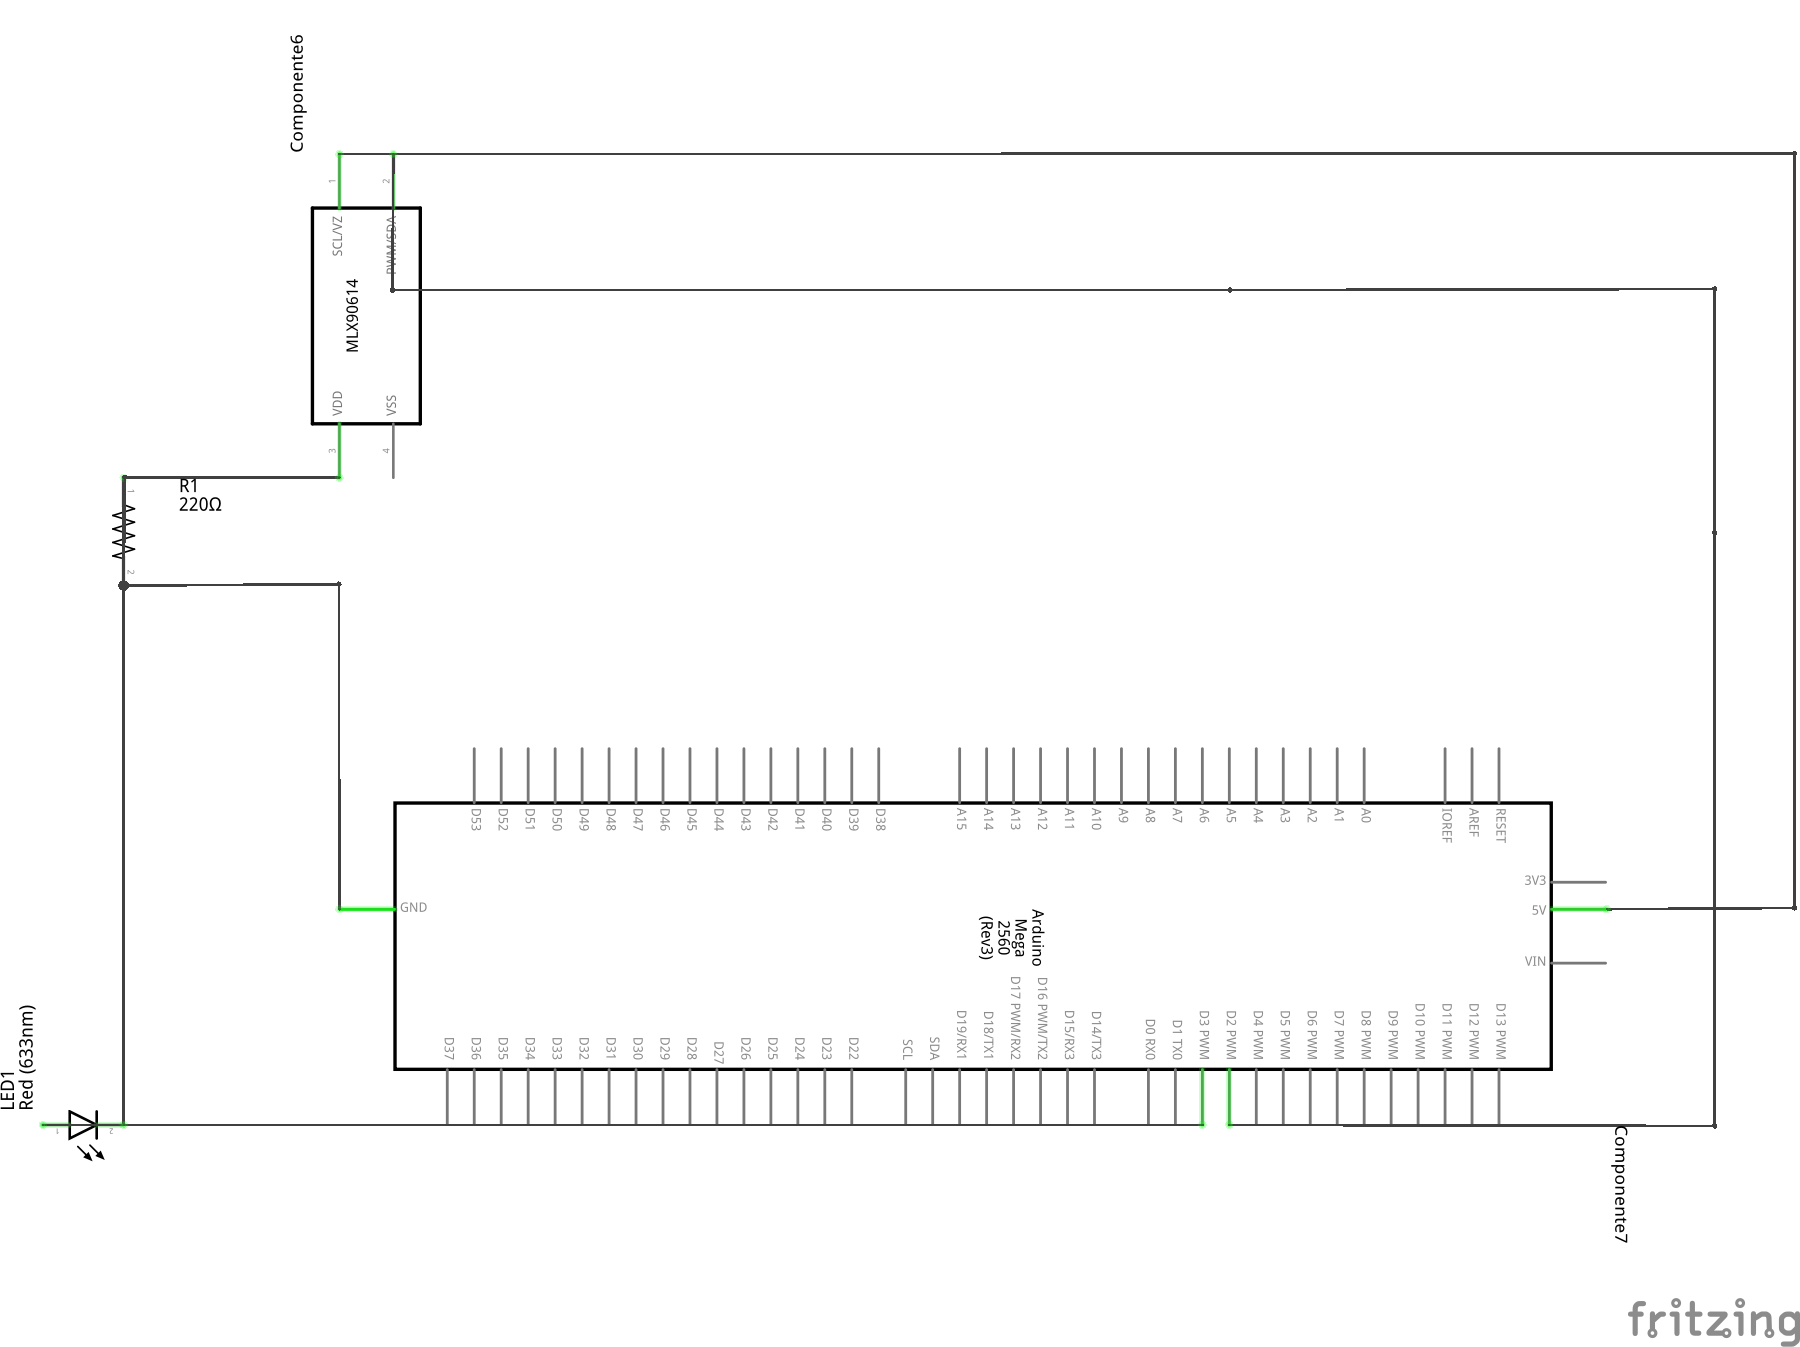 Componente6
1
2
SCL/VZ
PWM/SDA
MLX90614
VDD
VSS
3
4
R1
220Ω
1
2
D53
D52
D51
D50
D49
D48
D47
D46
D45
D44
D43
D42
D41
D40
D39
D38
A15
A14
A13
A12
A11
A10
A9
A8
A7
A6
A5
A4
A3
A2
A1
A0
IOREF
AREF
RESET
3V3
5V
VIN
GND
Arduino
Mega
2560
(Rev3)
D37
D36
D35
D34
D33
D32
D31
D30
D29
D28
D27
D26
D25
D24
D23
D22
SCL
SDA
D19/RX1
D18/TX1
D17 PWM/RX2
D16 PWM/TX2
D15/RX3
D14/TX3
D0 RX0
D1 TX0
D3 PWM
D2 PWM
D4 PWM
D5 PWM
D6 PWM
D7 PWM
D8 PWM
D9 PWM
D10 PWM
D11 PWM
D12 PWM
D13 PWM
LED1
Red (633nm)
1
2
Componente7
fritzing